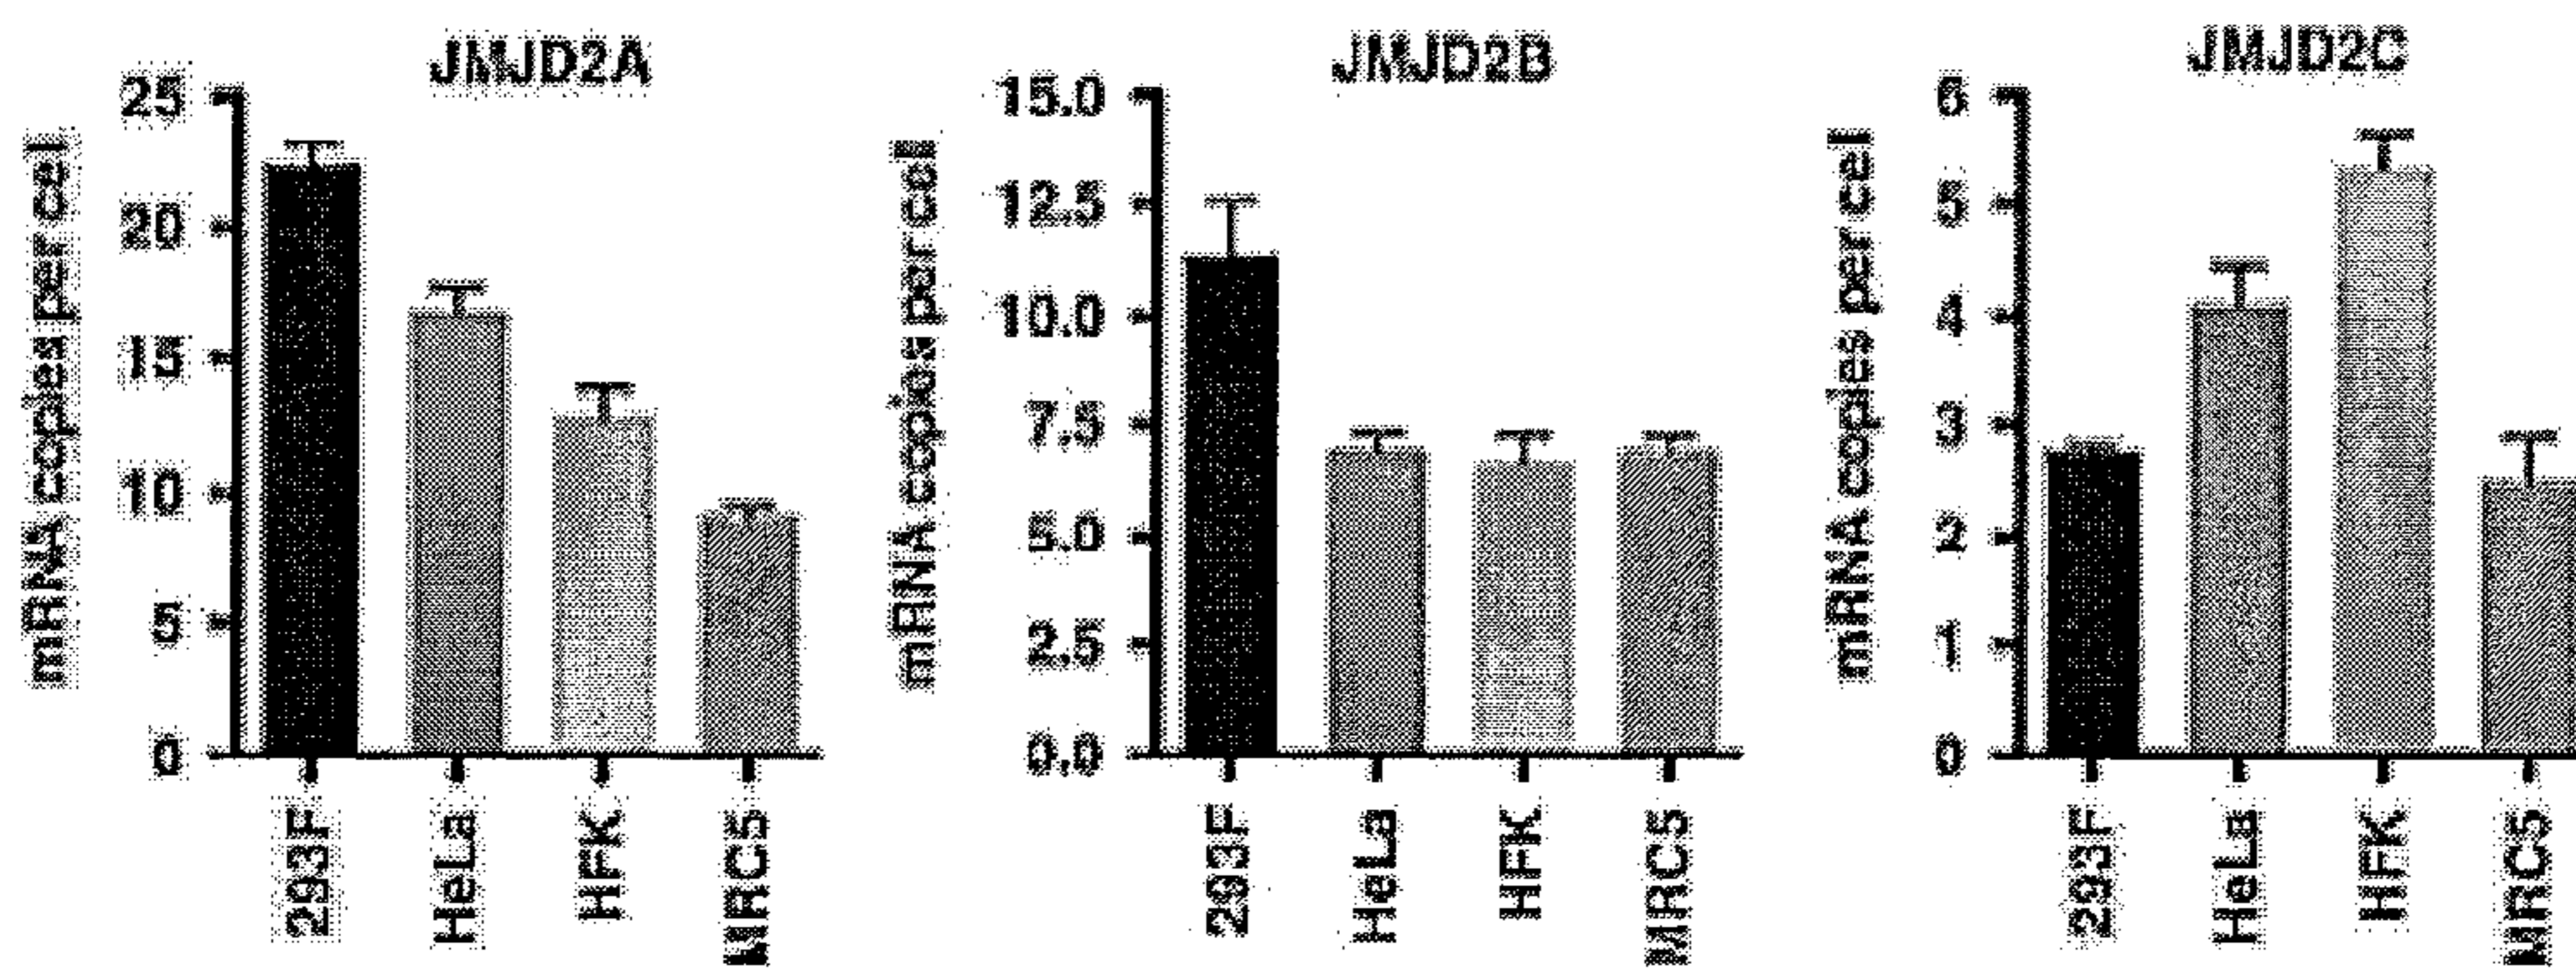 JMJD2A
mRNA copies per cel
25
20
15
10
5
0
293F
HeLa
HFK
MRC5
JMJD2B
mRNA copies per cell
15.0
12.5
10.0
7.5
5.0
2.5
0.0
293F
HeLa
HFK
MRC5
JMJD2C
mRNA copies per cel
6
5
4
3
2
1
0
293F
HeLa
HFK
MRC5